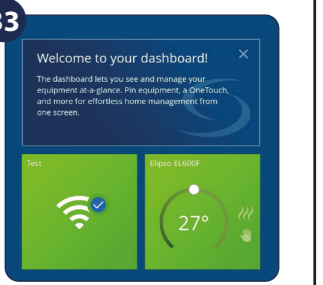 33
Welcome to your dashboard!
The dashboard lets you see and manage your
equipment at-a-glance. Pin equipment, a OneTouch,
and more for effortless home management from
one screen.
Test
Elipso EL600F
27°